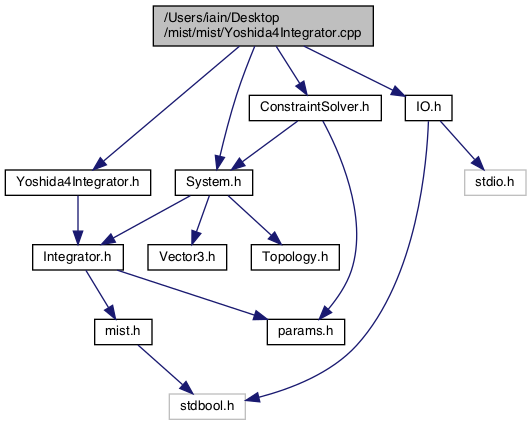 /Users/iain/Desktop
/mist/mist/Yoshida4Integrator.cpp
ConstraintSolver.h
IO.h
Yoshida4Integrator.h
System.h
stdio.h
Integrator.h
Vector3.h
Topology.h
mist.h
params.h
stdbool.h